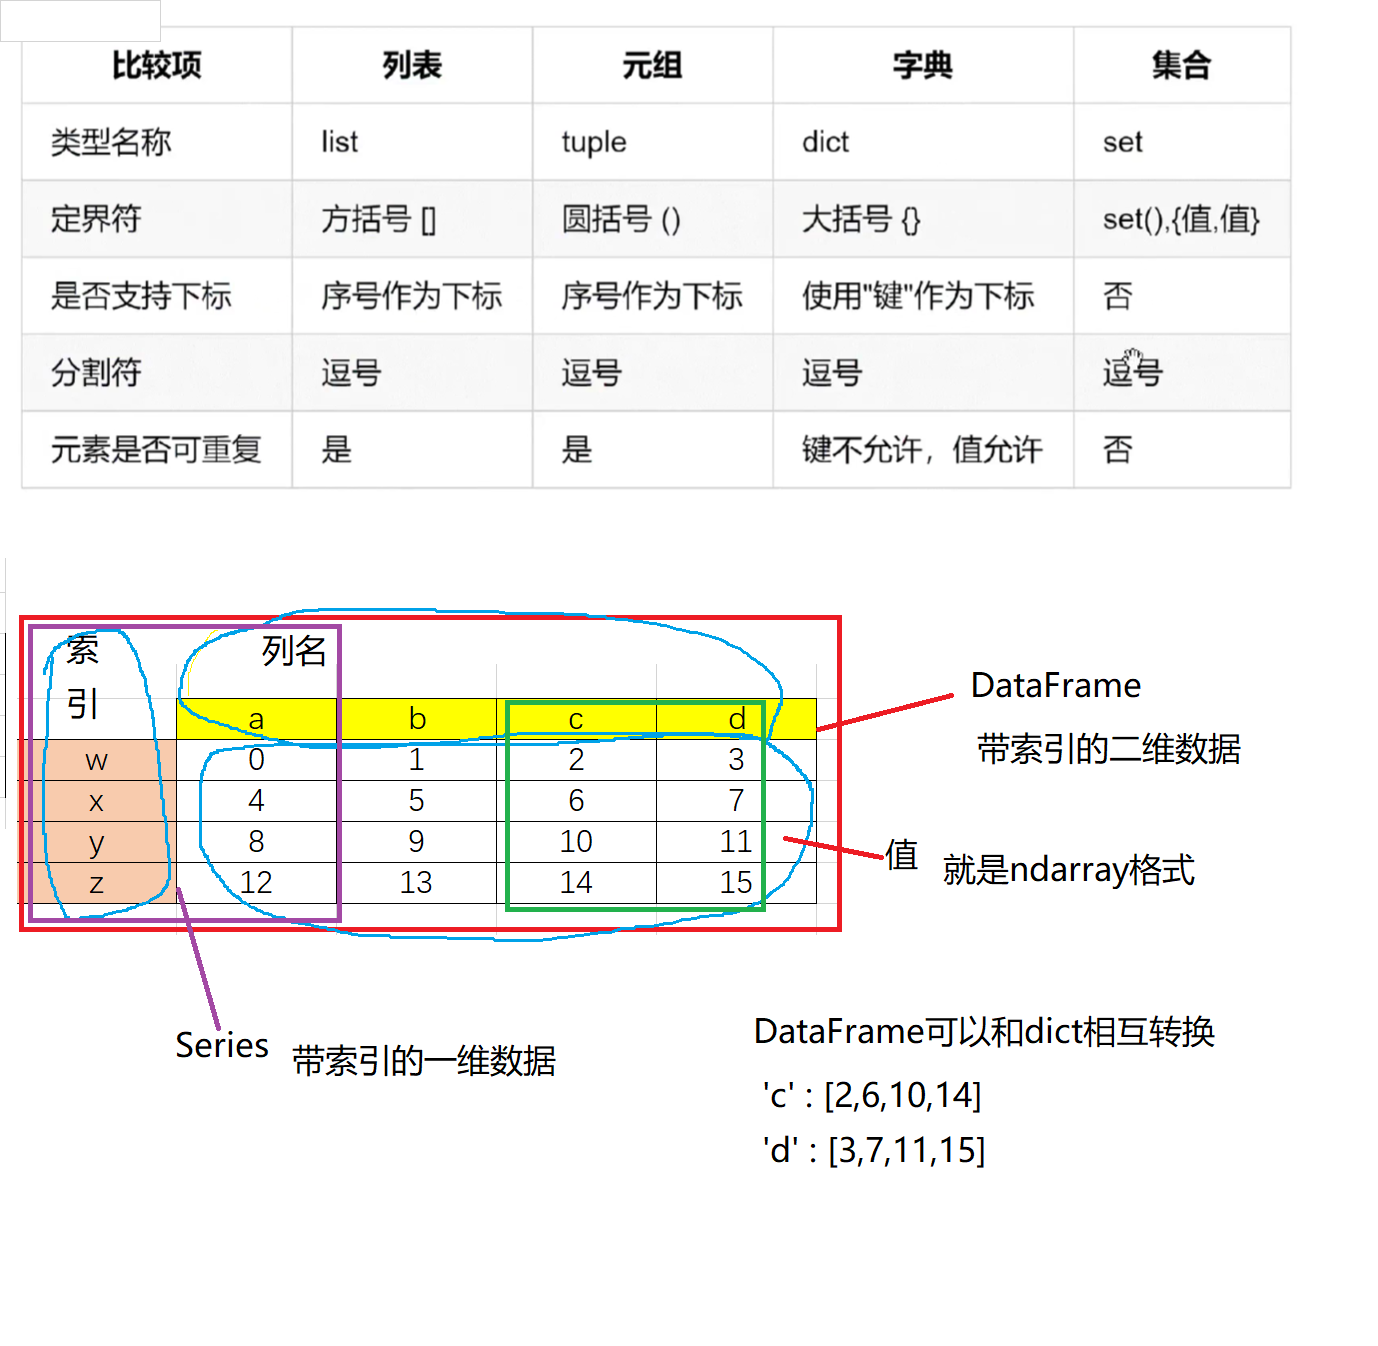 比较项 列表 元组 字典 集合
类型名称 list tuple dict set
定界符 方括号 [] 圆括号 () 大括号 {} set(),{值,值}
是否支持下标 序号作为下标 序号作为下标 使用"键"作为下标 否
分割符 逗号 逗号 逗号 逗号
元素是否可重复 是 是 键不允许，值允许 否
索
引
列名
a b c d
w 0 1 2 3
x 4 5 6 7
y 8 9 10 11
z 12 13 14 15
DataFrame
带索引的二维数据
值 就是ndarray格式
Series 带索引的一维数据
DataFrame可以和dict相互转换
'c' : [2,6,10,14]
'd' : [3,7,11,15]